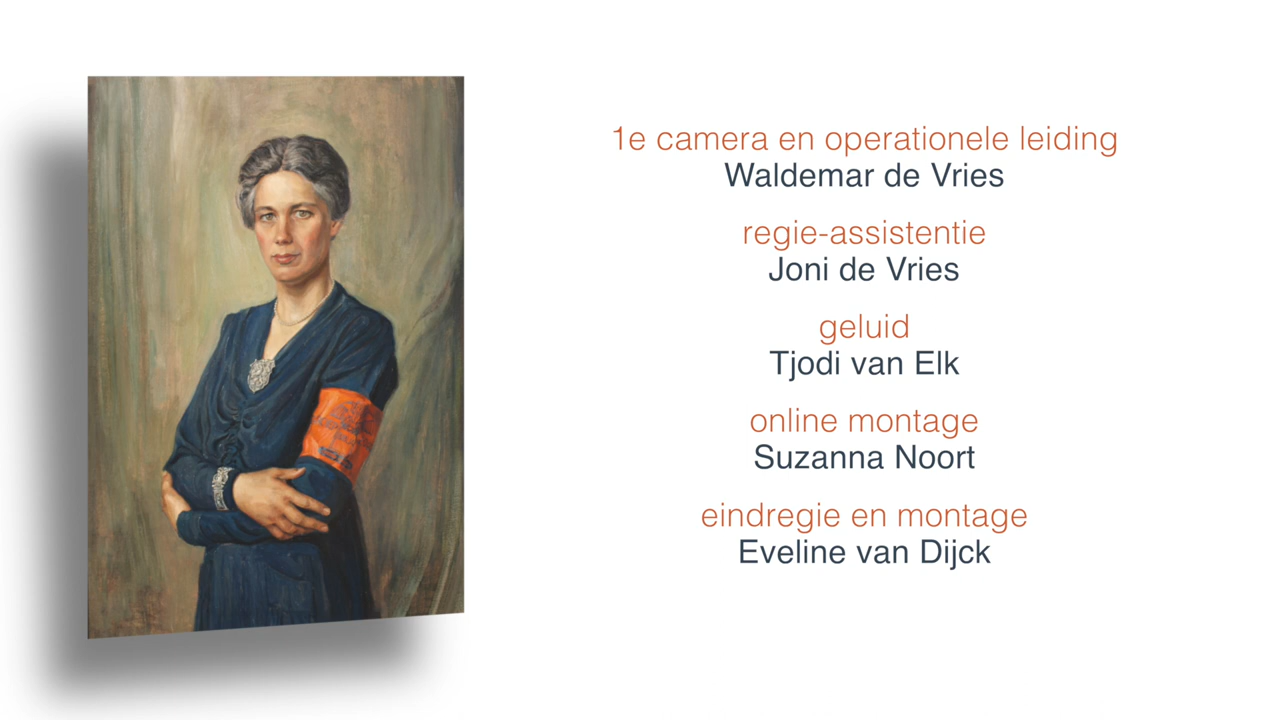 1e camera en operationele leiding
Waldemar de Vries
regie-assistentie
Joni de Vries
geluid
Tjodi van Elk
online montage
Suzanna Noort
eindregie en montage
Eveline van Dijck